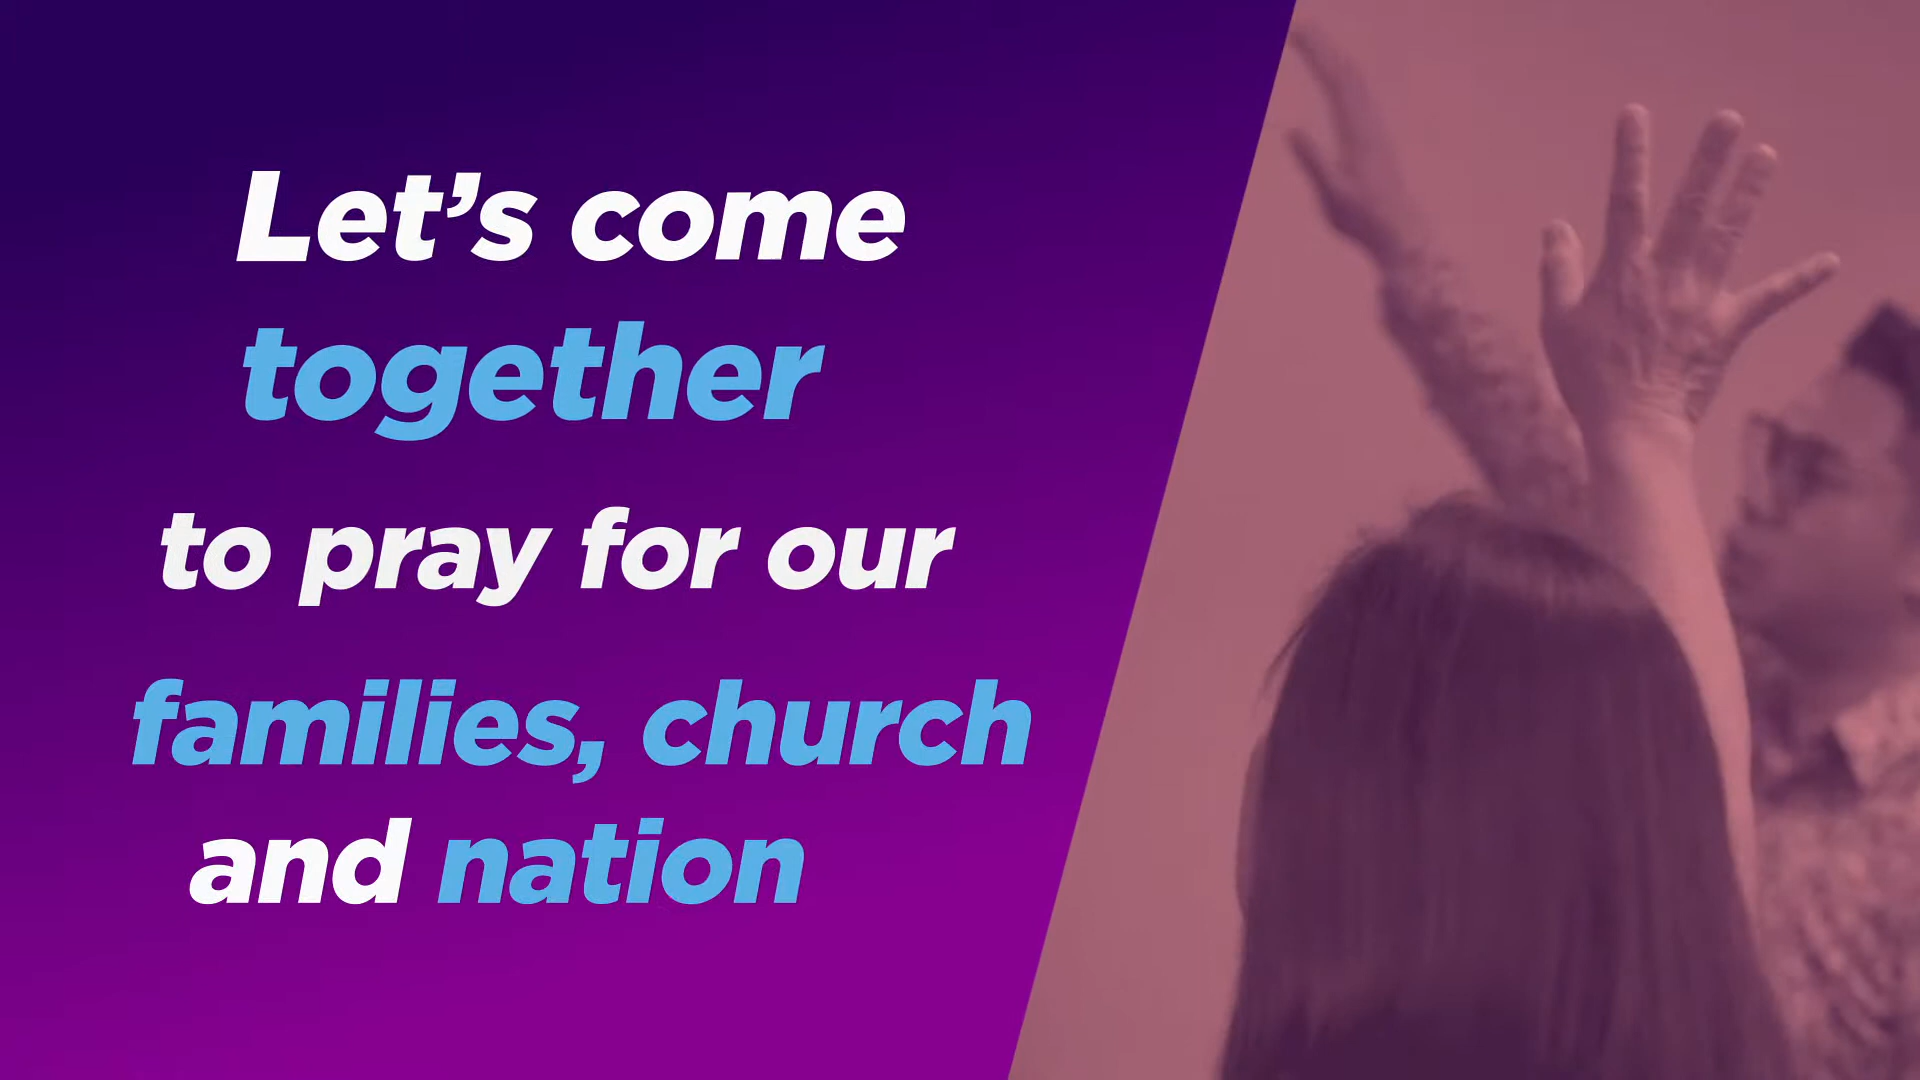 Let’s come
together
to pray for our
families, church
and nation